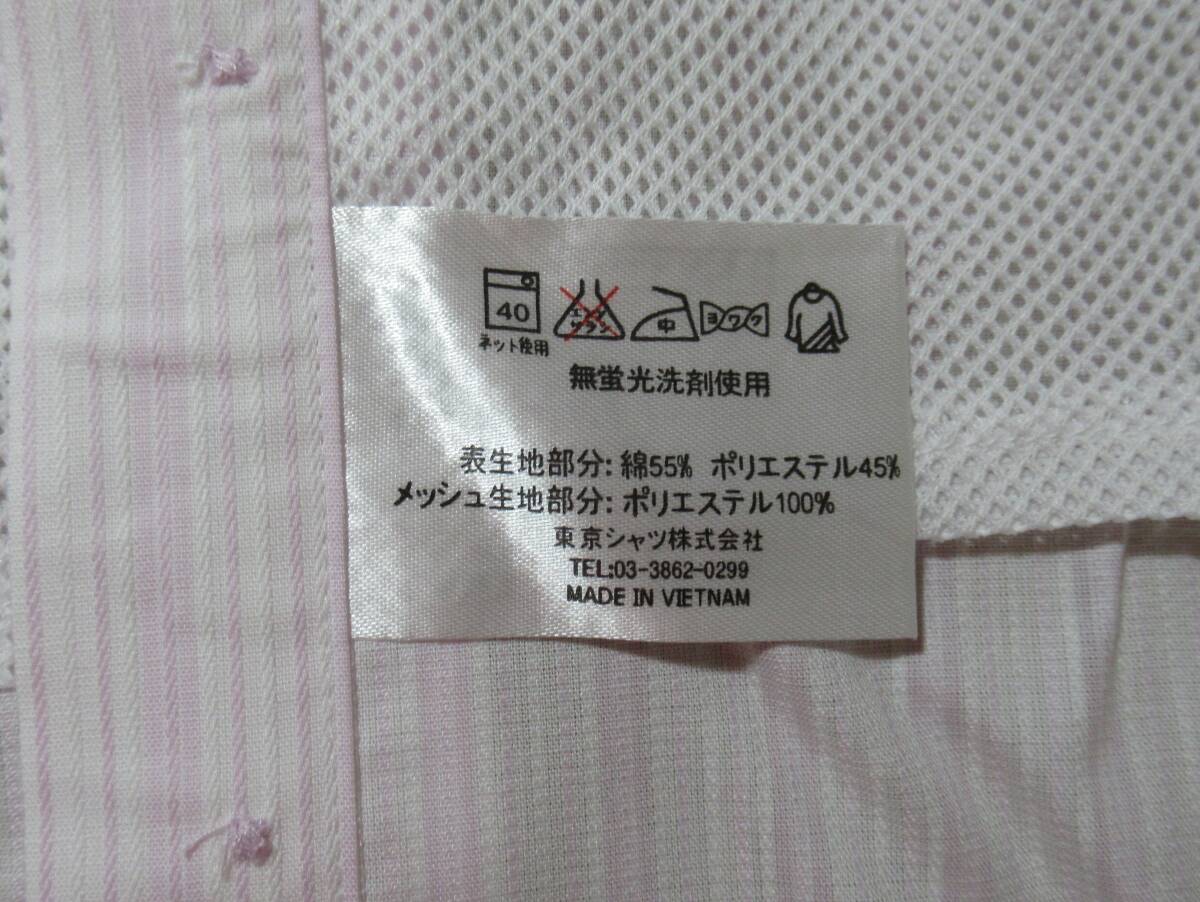 40
エンソサラシ
中
ヨワク
ネット使用
無蛍光洗剤使用
表生地部分: 綿55% ポリエステル45%
メッシュ生地部分: ポリエステル100%
東京シャツ株式会社
TEL:03-3862-0299
MADE IN VIETNAM